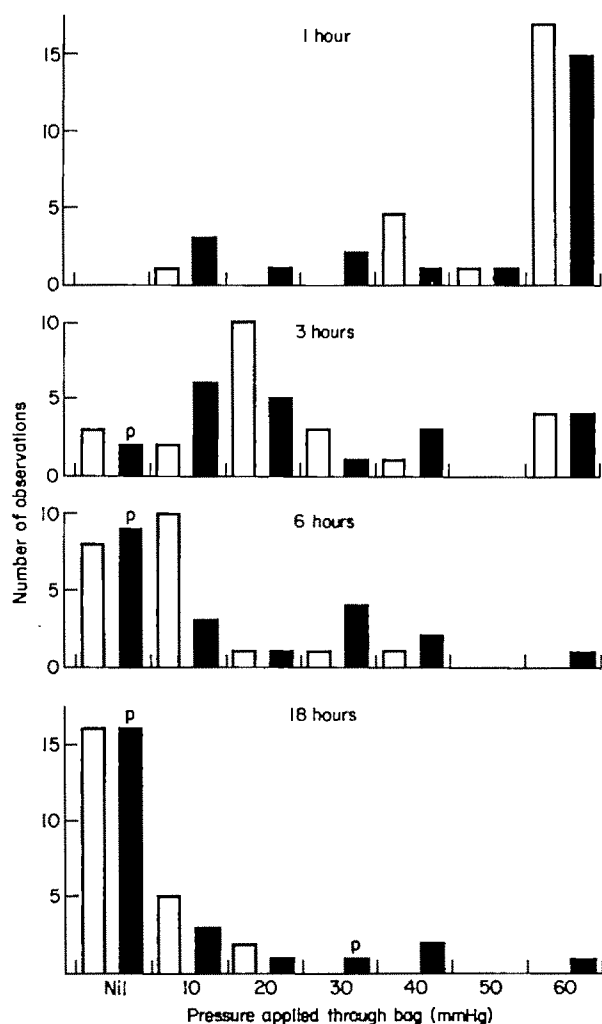 1 hour
15
10
5
0
3 hours
10
5
0
p
6 hours
10
5
0
p
18 hours
15
10
5
p
p
Nil 10 20 30 40 50 60
Pressure applied through bag (mmHg)
Number of observations